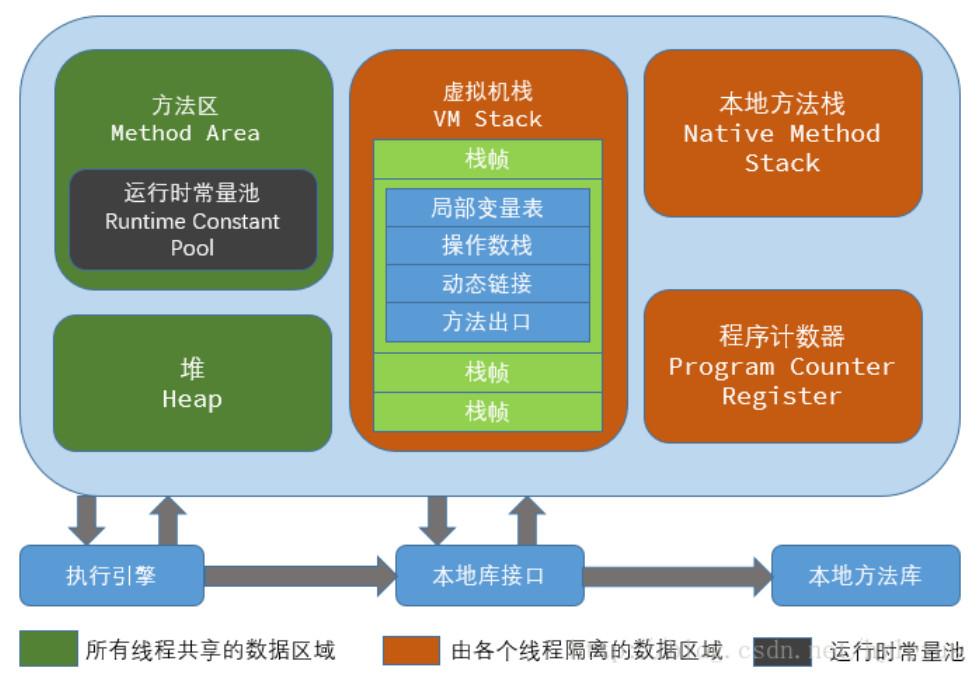 方法区
Method Area
运行时常量池
Runtime Constant
Pool
堆
Heap
虚拟机栈
VM Stack
栈帧
局部变量表
操作数栈
动态链接
方法出口
栈帧
栈帧
本地方法栈
Native Method
Stack
程序计数器
Program Counter
Register
执行引擎
本地库接口
本地方法库
所有线程共享的数据区域
由各个线程隔离的数据区域
运行时常量池
csdn.